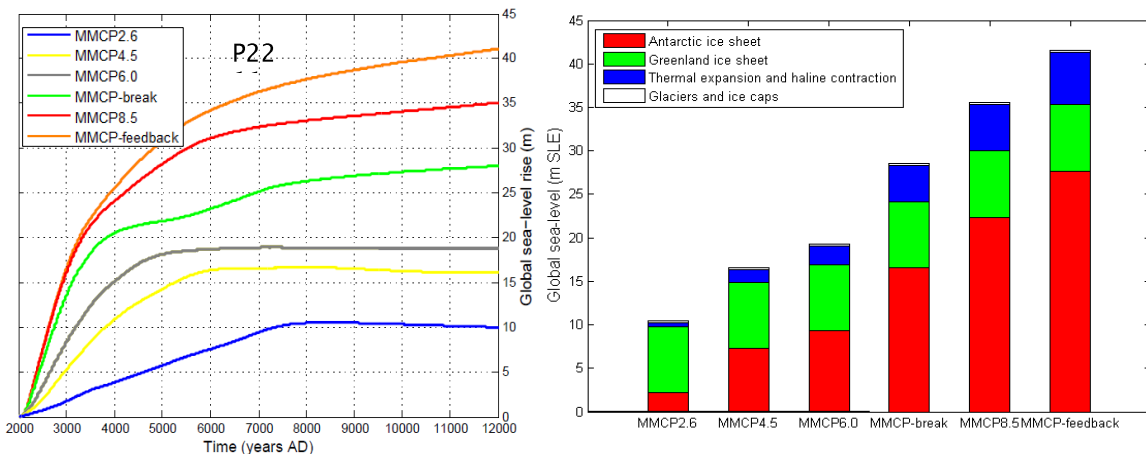 MMCP2.6
MMCP4.5
MMCP6.0
MMCP-break
MMCP8.5
MMCP-feedback
P22
45
40
35
30
25
20
15
10
5
0
Global sea-level rise (m)
2000 3000 4000 5000 6000 7000 8000 9000 10000 11000 12000
Time (years AD)
Antarctic ice sheet
Greenland ice sheet
Thermal expansion and haline contraction
Glaciers and ice caps
45
40
35
30
25
20
15
10
5
0
Global sea-level (m SLE)
MMCP2.6 MMCP4.5 MMCP6.0 MMCP-break MMCP8.5 MMCP-feedback